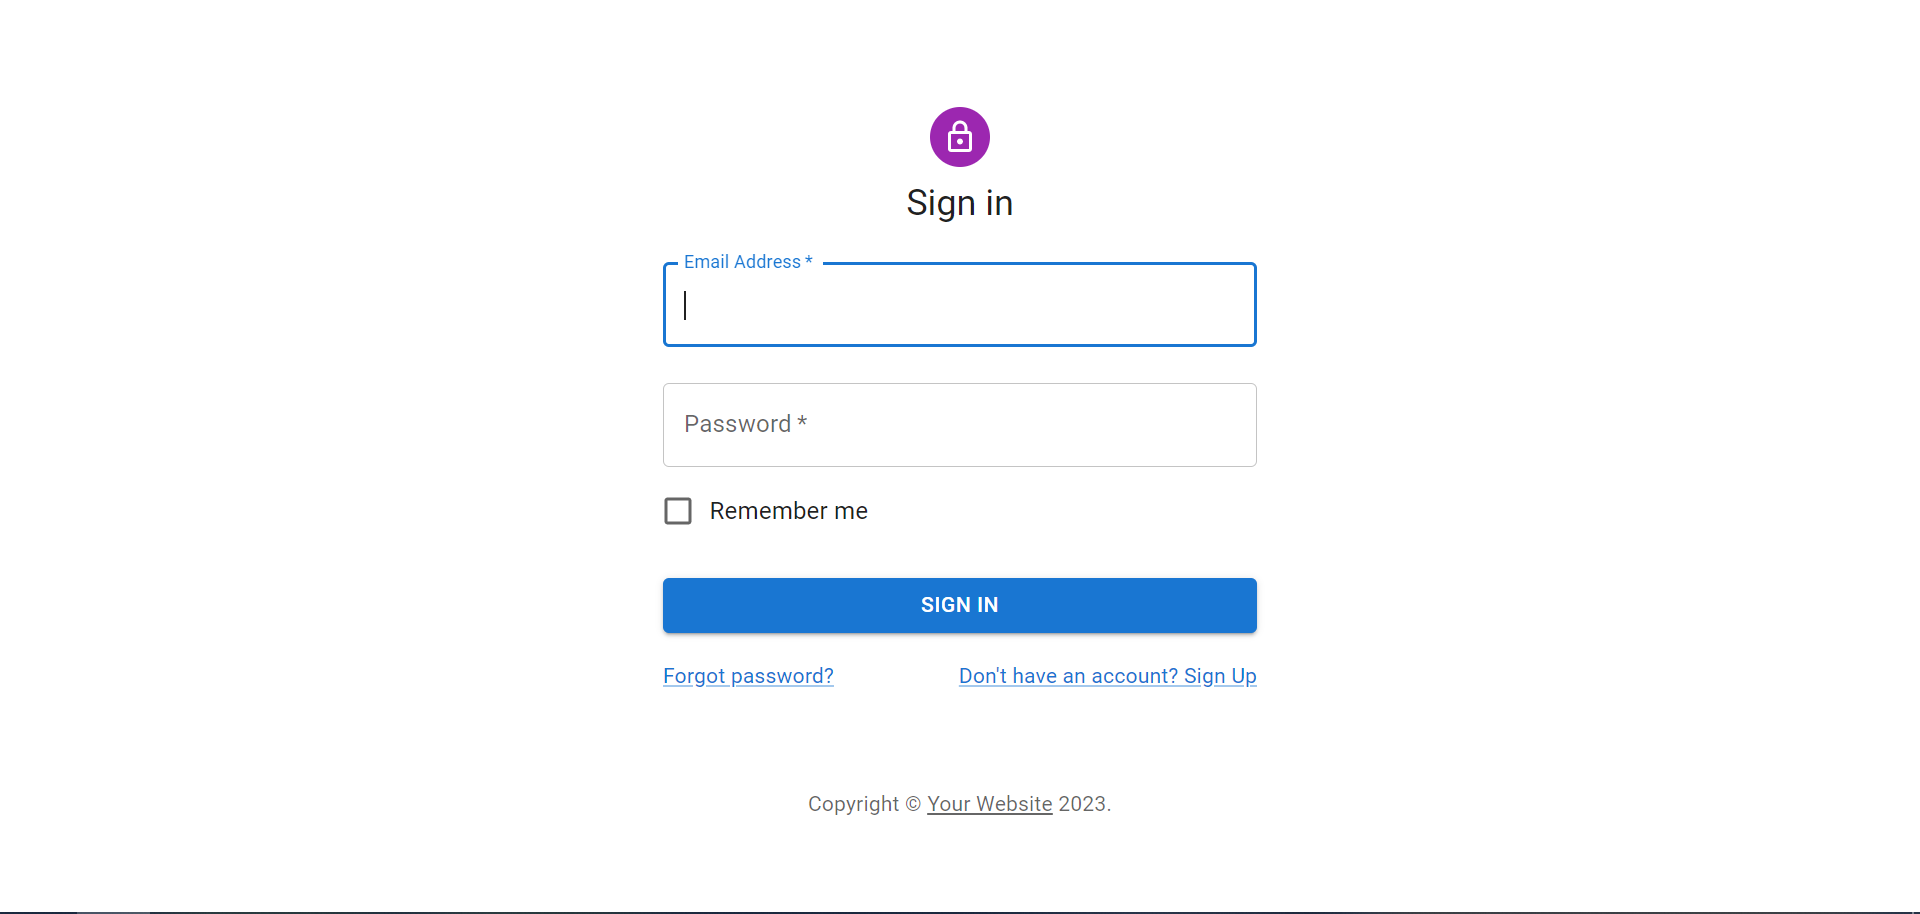 Sign in
Email Address *
Password *
Remember me
SIGN IN
Forgot password? Don't have an account? Sign Up
Copyright © Your Website 2023.